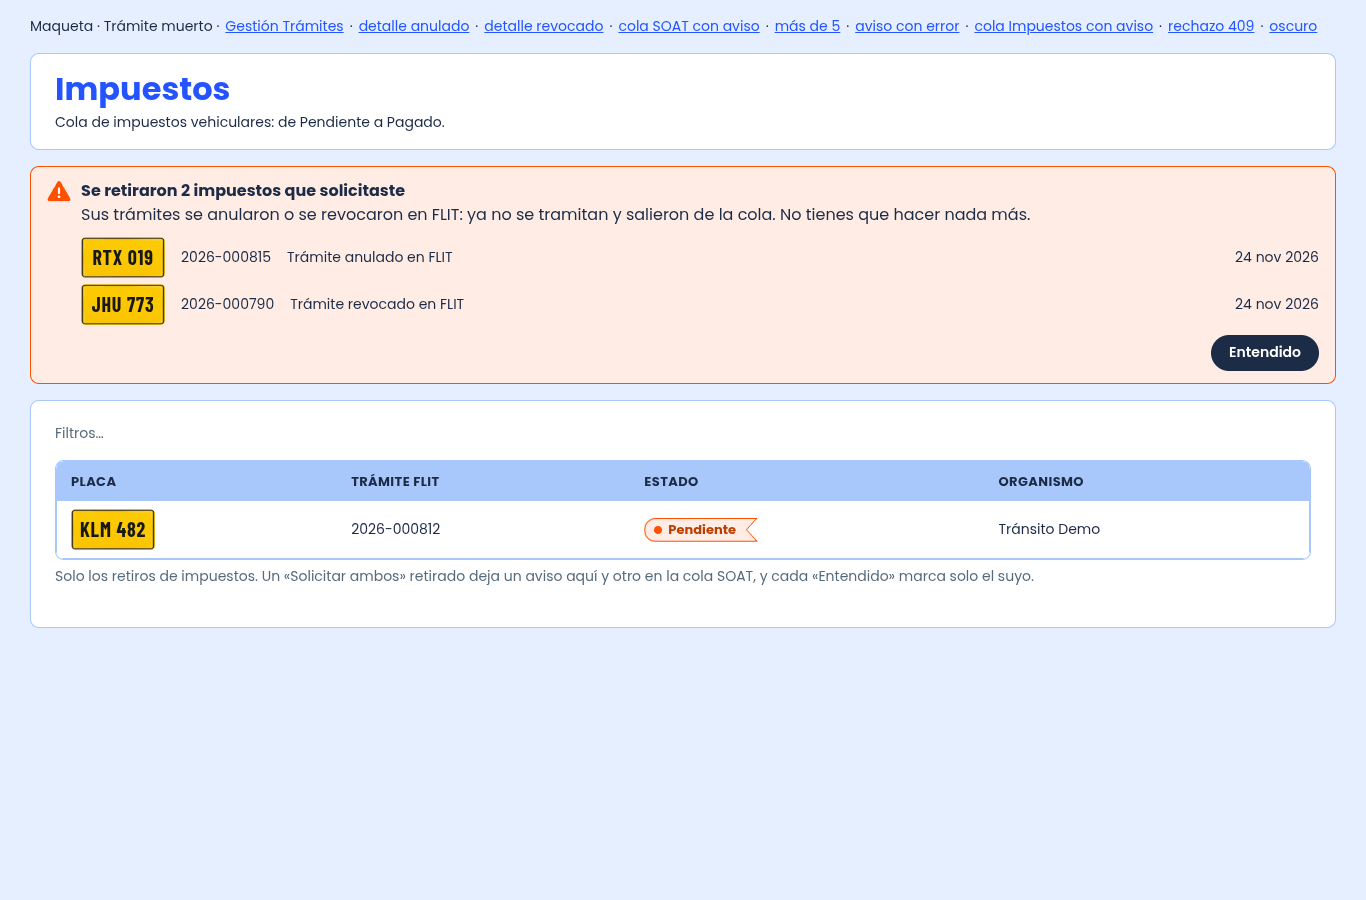 Maqueta · Trámite muerto · Gestión Trámites · detalle anulado · detalle revocado · cola SOAT con aviso · más de 5 · aviso con error · cola Impuestos con aviso · rechazo 409 · oscuro
Impuestos
Cola de impuestos vehiculares: de Pendiente a Pagado.
Se retiraron 2 impuestos que solicitaste
Sus trámites se anularon o se revocaron en FLIT: ya no se tramitan y salieron de la cola. No tienes que hacer nada más.
RTX 019 2026-000815 Trámite anulado en FLIT 24 nov 2026
JHU 773 2026-000790 Trámite revocado en FLIT 24 nov 2026
Entendido
Filtros…
PLACA TRÁMITE FLIT ESTADO ORGANISMO
KLM 482 2026-000812 Pendiente Tránsito Demo
Solo los retiros de impuestos. Un «Solicitar ambos» retirado deja un aviso aquí y otro en la cola SOAT, y cada «Entendido» marca solo el suyo.